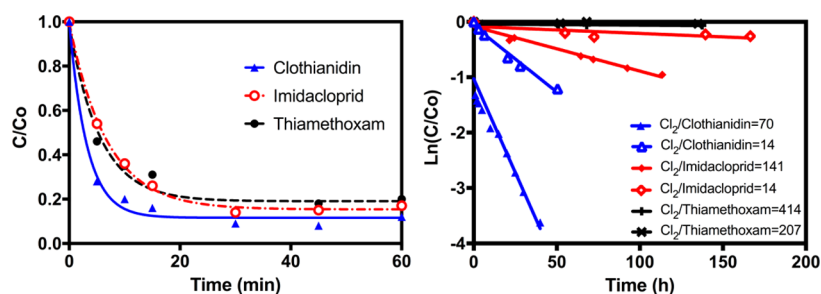 C/Co
1.0
0.8
0.6
0.4
0.2
0.0
0
20
40
60
Time (min)
Clothianidin
Imidacloprid
Thiamethoxam
Ln(C/Co)
0
-1
-2
-3
-4
0
50
100
150
200
Time (h)
Cl₂/Clothianidin=70
Cl₂/Clothianidin=14
Cl₂/Imidacloprid=141
Cl₂/Imidacloprid=14
Cl₂/Thiamethoxam=414
Cl₂/Thiamethoxam=207